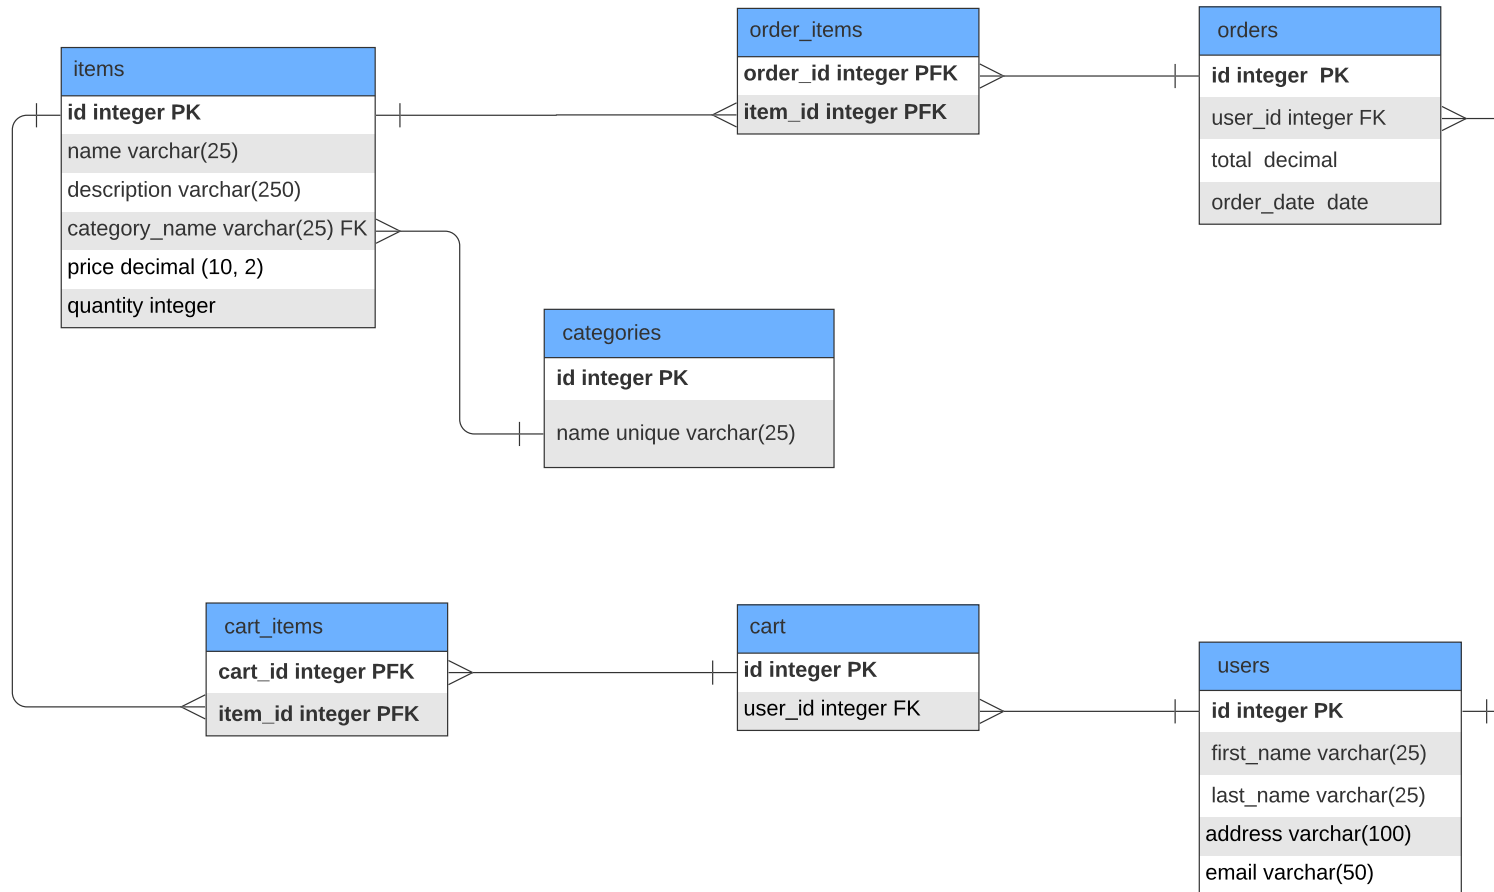 items
id integer PK
name varchar(25)
description varchar(250)
category_name varchar(25) FK
price decimal (10, 2)
quantity integer
order_items
order_id integer PFK
item_id integer PFK
orders
id integer  PK
user_id integer FK
total  decimal
order_date  date
categories
id integer PK
name unique varchar(25)
cart_items
cart_id integer PFK
item_id integer PFK
cart
id integer PK
user_id integer FK
users
id integer PK
first_name varchar(25)
last_name varchar(25)
address varchar(100)
email varchar(50)